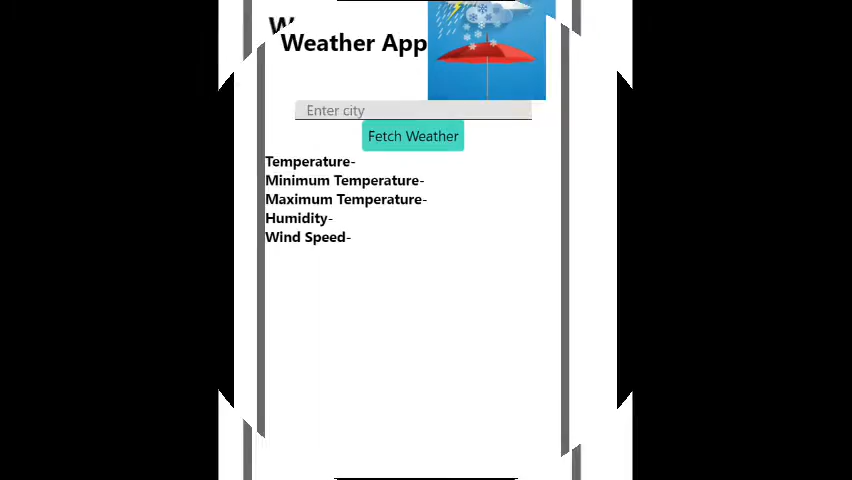 W
Weather App
Enter city
Fetch Weather
Temperature-
Minimum Temperature-
Maximum Temperature-
Humidity-
Wind Speed-